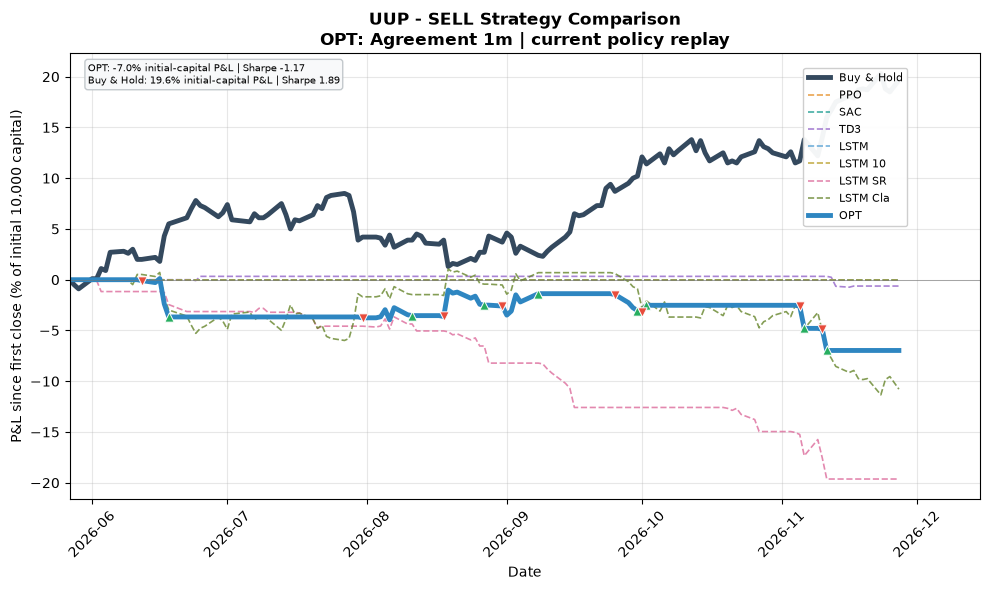 UUP - SELL Strategy Comparison
OPT: Agreement 1m | current policy replay
OPT: -7.0% initial-capital P&L | Sharpe -1.17
Buy & Hold: 19.6% initial-capital P&L | Sharpe 1.89
Buy & Hold
PPO
SAC
TD3
LSTM
LSTM 10
LSTM SR
LSTM Cla
OPT
P&L since first close (% of initial 10,000 capital)
20
15
10
5
0
−5
−10
−15
−20
2026-06
2026-07
2026-08
2026-09
2026-10
2026-11
2026-12
Date